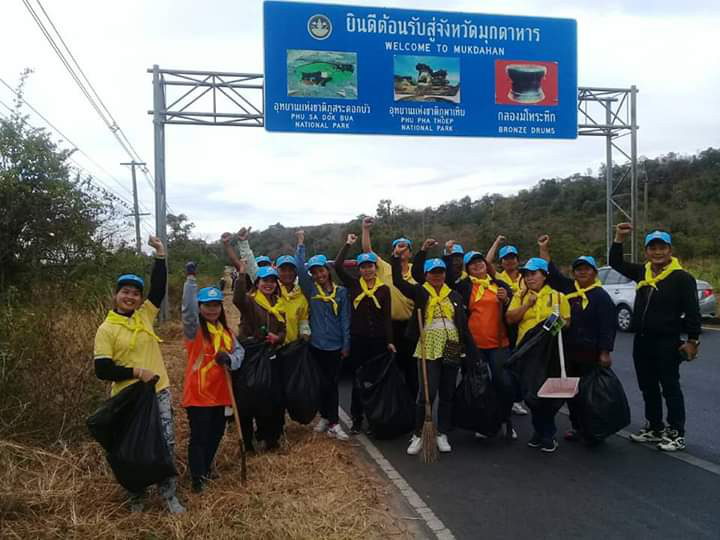 ยินดีต้อนรับสู่จังหวัดมุกดาหาร
WELCOME TO MUKDAHAN
อุทยานแห่งชาติภูสระดอกบัว
PHU SA DOK BUA
NATIONAL PARK
อุทยานแห่งชาติภูผาเทิบ
PHU PHA THOEP
NATIONAL PARK
กลองมโหระทึก
BRONZE DRUMS